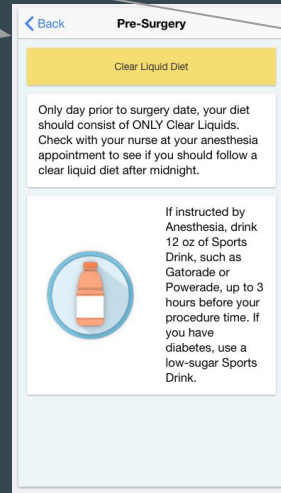 Back
Pre-Surgery
Clear Liquid Diet
Only day prior to surgery date, your diet
should consist of ONLY Clear Liquids.
Check with your nurse at your anesthesia
appointment to see if you should follow a
clear liquid diet after midnight.
If instructed by
Anesthesia, drink
12 oz of Sports
Drink, such as
Gatorade or
Powerade, up to 3
hours before your
procedure time. If
you have
diabetes, use a
low-sugar Sports
Drink.